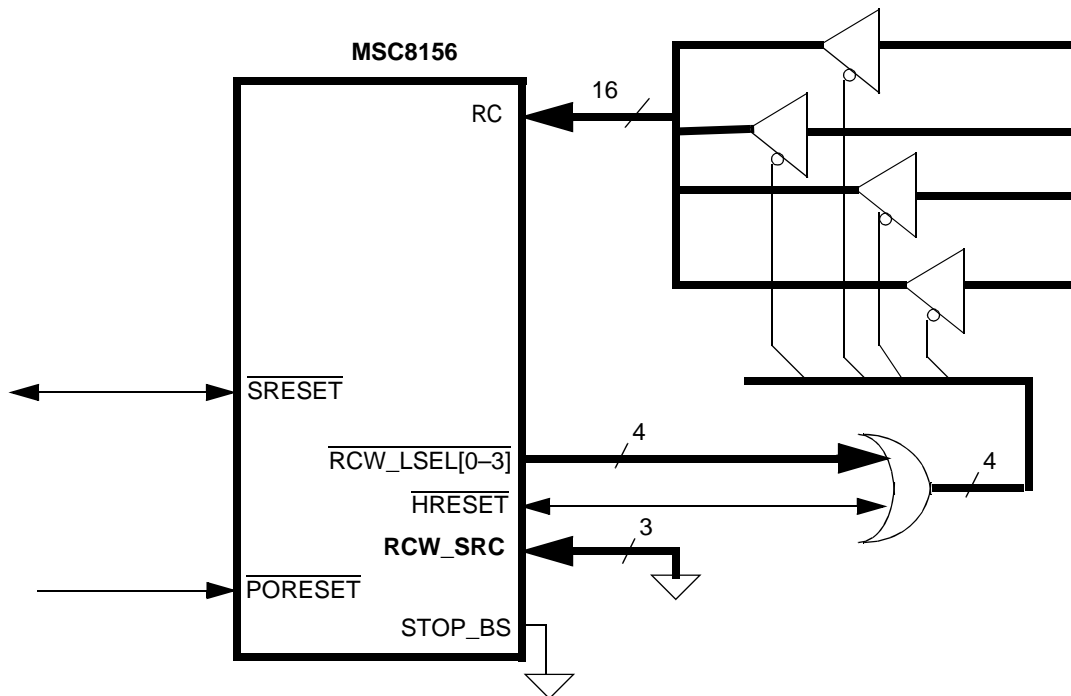 MSC8156
16
RC
SRESET
RCW_LSEL[0–3]
4
4
HRESET
3
RCW_SRC
PORESET
STOP_BS